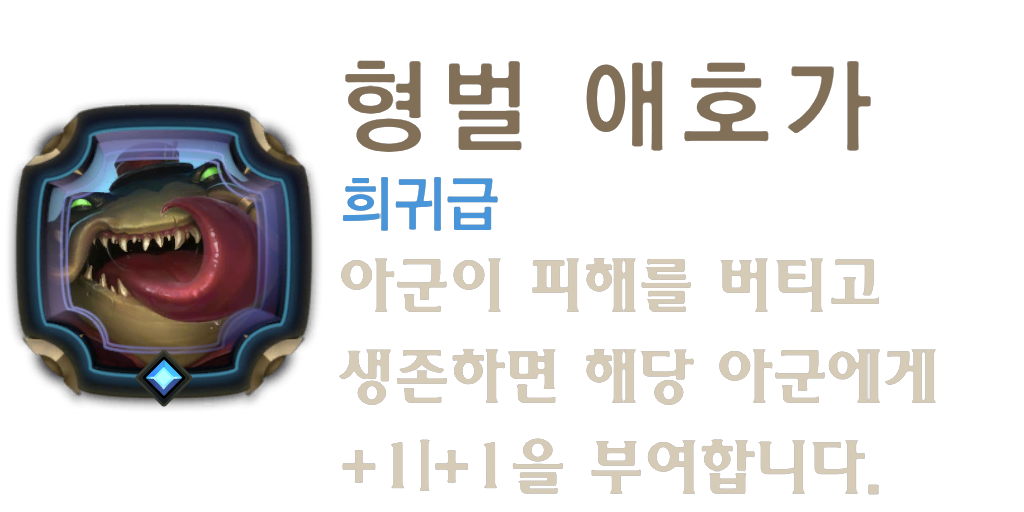 형벌 애호가
희귀급
아군이 피해를 버티고
생존하면 해당 아군에게
+1|+1을 부여합니다.